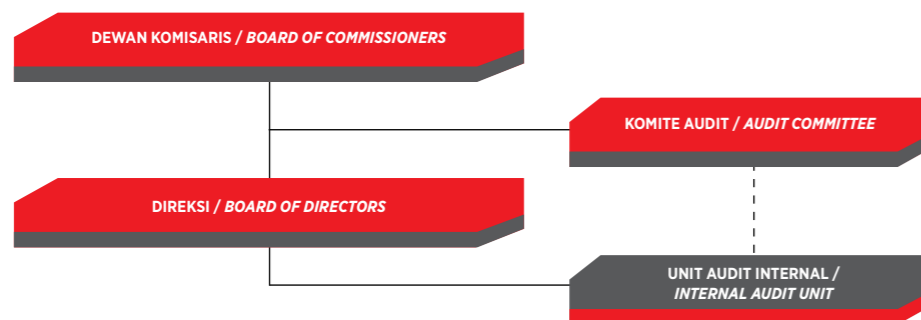 DEWAN KOMISARIS / BOARD OF COMMISSIONERS
KOMITE AUDIT / AUDIT COMMITTEE
DIREKSI / BOARD OF DIRECTORS
UNIT AUDIT INTERNAL /
INTERNAL AUDIT UNIT